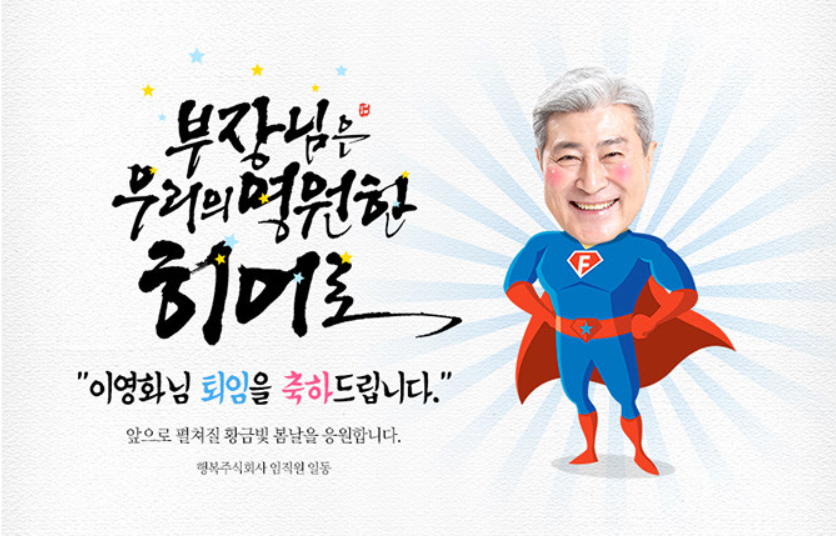 부장님은
우리의 영원한
히어로
"이영화님 퇴임을 축하드립니다."
앞으로 펼쳐질 황금빛 봄날을 응원합니다.
행복주식회사 임직원 일동
F